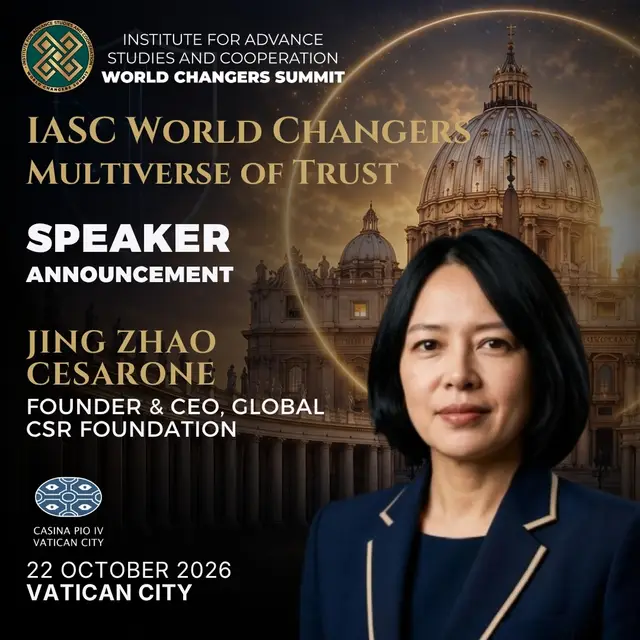 INSTITUTE FOR ADVANCE
STUDIES AND COOPERATION
WORLD CHANGERS SUMMIT
IASC WORLD CHANGERS
MULTIVERSE OF TRUST
SPEAKER
ANNOUNCEMENT
JING ZHAO
CESARONE
FOUNDER & CEO, GLOBAL
CSR FOUNDATION
CASINA PIO IV
VATICAN CITY
22 OCTOBER 2026
VATICAN CITY